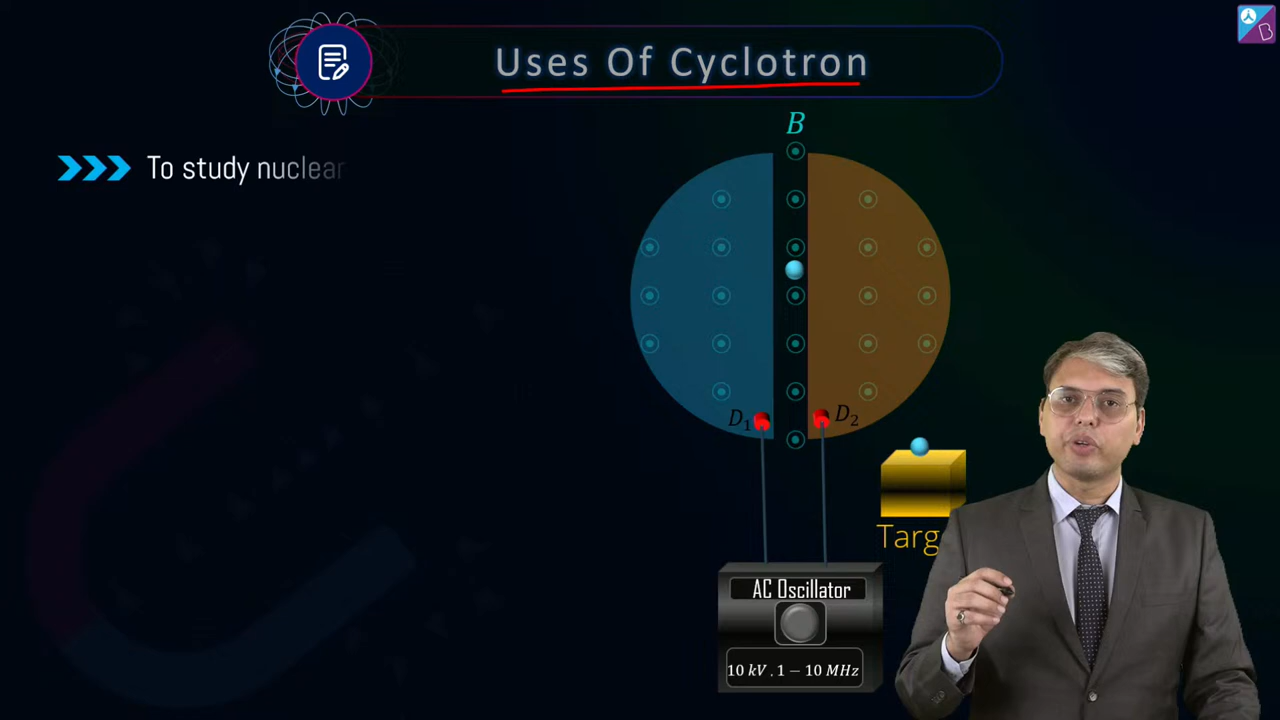 Uses Of Cyclotron
B
To study nuclear
D₁
D₂
Targ
AC Oscillator
10 kV . 1 – 10 MHz